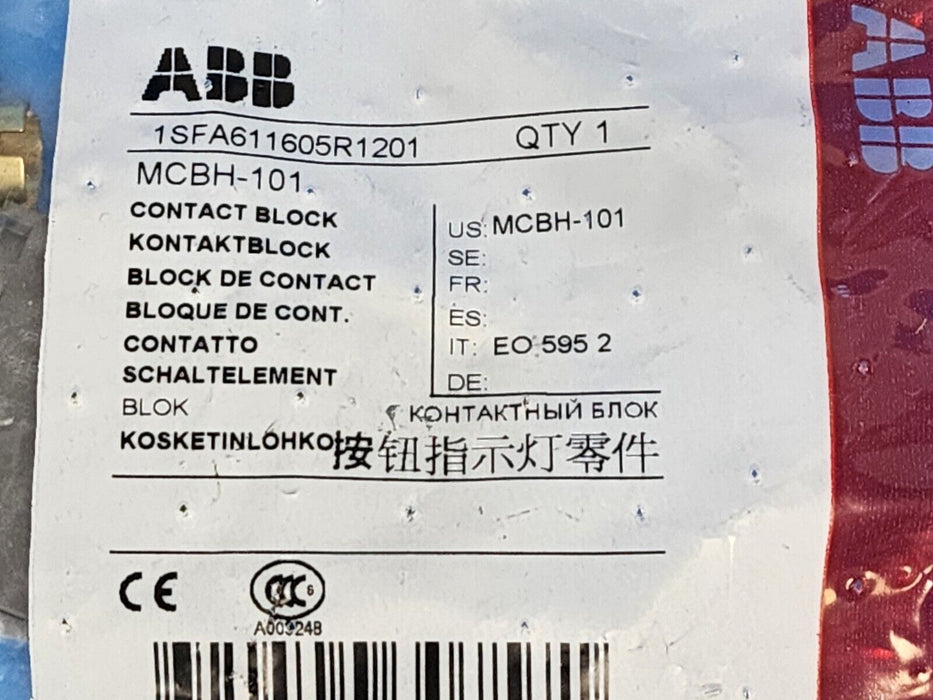 ABB
1SFA611605R1201 QTY 1
MCBH-101
CONTACT BLOCK
KONTAKTBLOCK
BLOCK DE CONTACT
BLOQUE DE CONT.
CONTATTO
SCHALTELEMENT
BLOK
KOSKETINLOHKO
US: MCBH-101
SE:
FR:
ES:
IT: EO 595 2
DE:
КОНТАКТНЫЙ БЛОК
按钮指示灯零件
CE CCC S
A003248
ABB